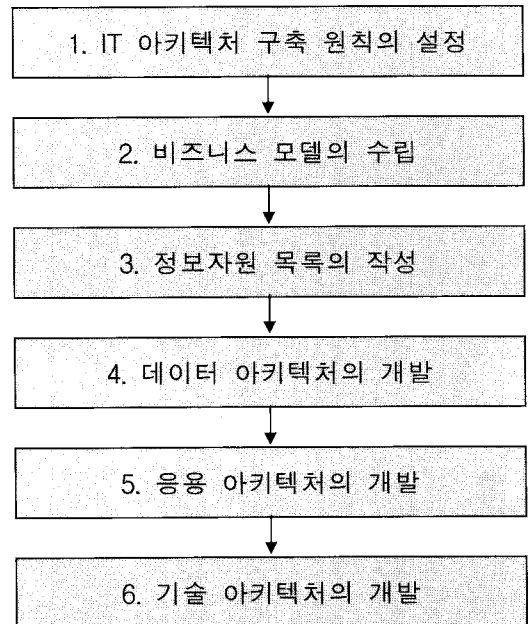 1. IT 아키텍처 구축 원칙의 설정
2. 비즈니스 모델의 수립
3. 정보자원 목록의 작성
4. 데이터 아키텍처의 개발
5. 응용 아키텍처의 개발
6. 기술 아키텍처의 개발